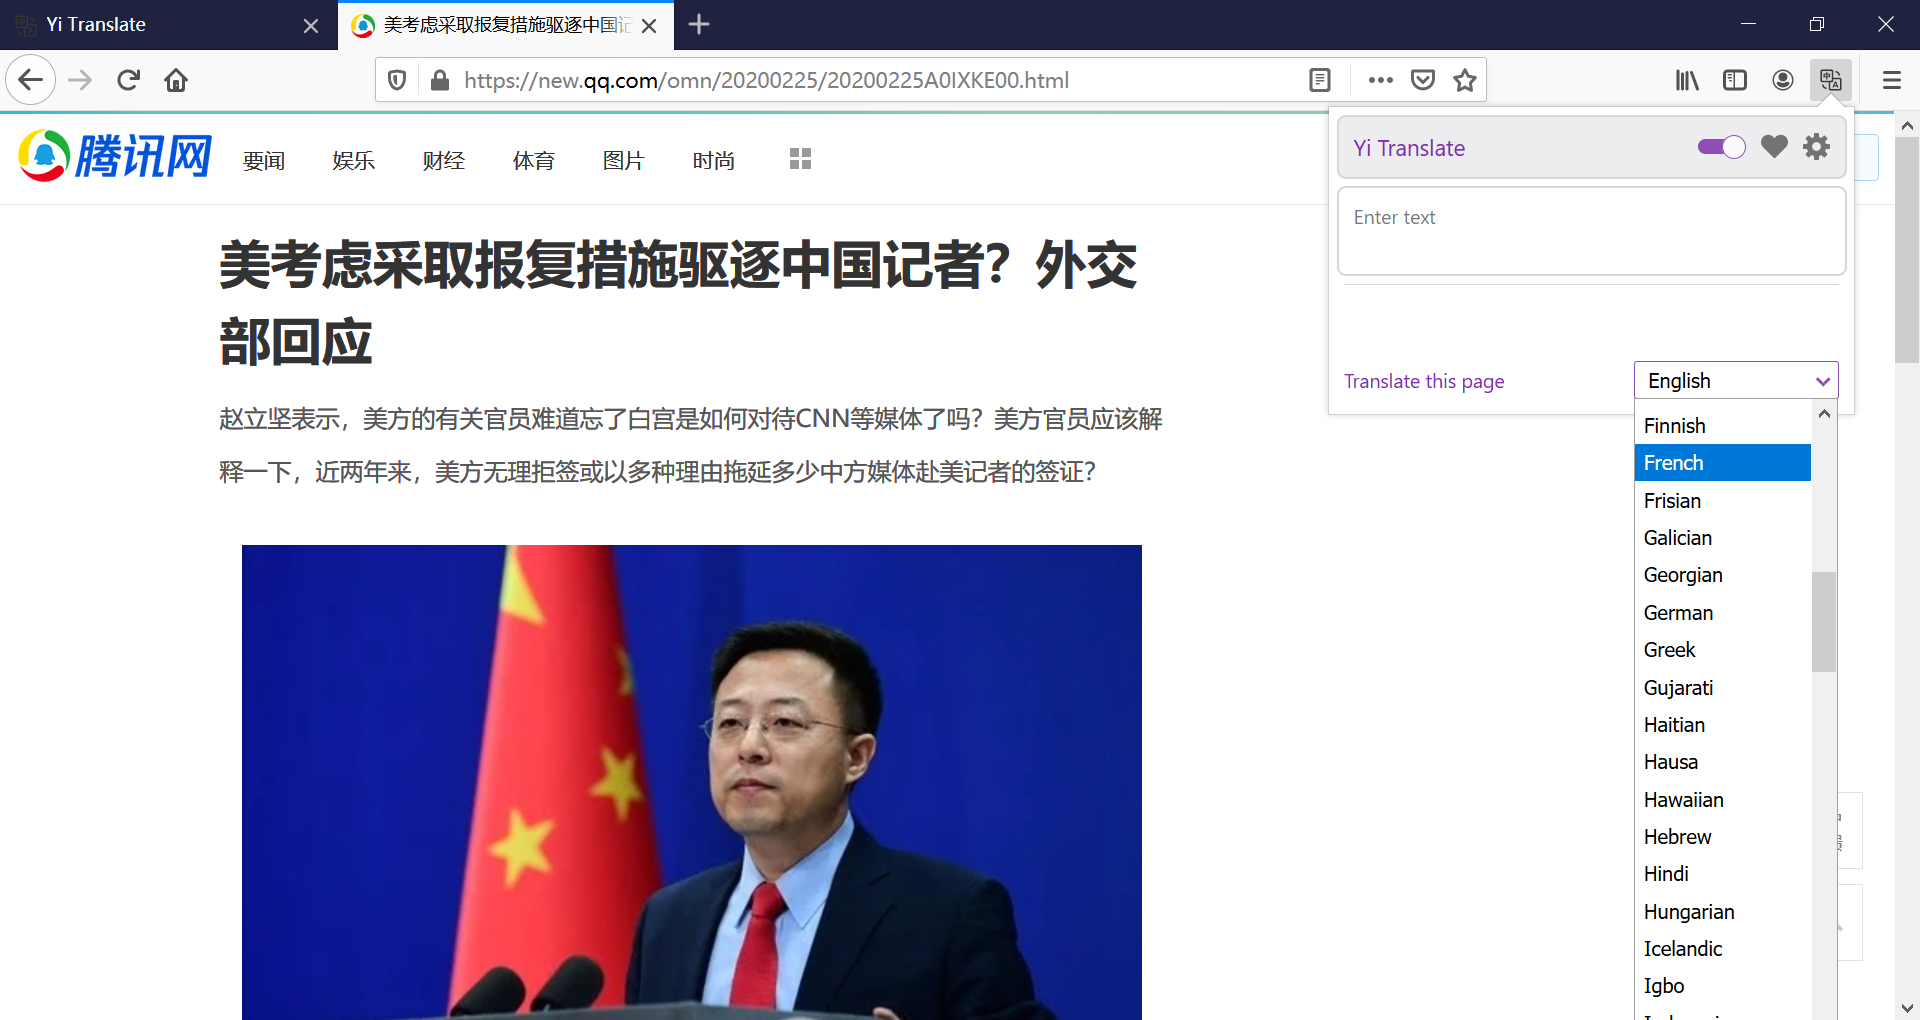 Yi Translate
美考虑采取报复措施驱逐中国记
https://new.qq.com/omn/20200225/20200225A0IXKE00.html
腾讯网
要闻
娱乐
财经
体育
图片
时尚
美考虑采取报复措施驱逐中国记者？外交
部回应
赵立坚表示，美方的有关官员难道忘了白宫是如何对待CNN等媒体了吗？美方官员应该解
释一下，近两年来，美方无理拒签或以多种理由拖延多少中方媒体赴美记者的签证？
Yi Translate
Enter text
Translate this page
English
Finnish
French
Frisian
Galician
Georgian
German
Greek
Gujarati
Haitian
Hausa
Hawaiian
Hebrew
Hindi
Hungarian
Icelandic
Igbo